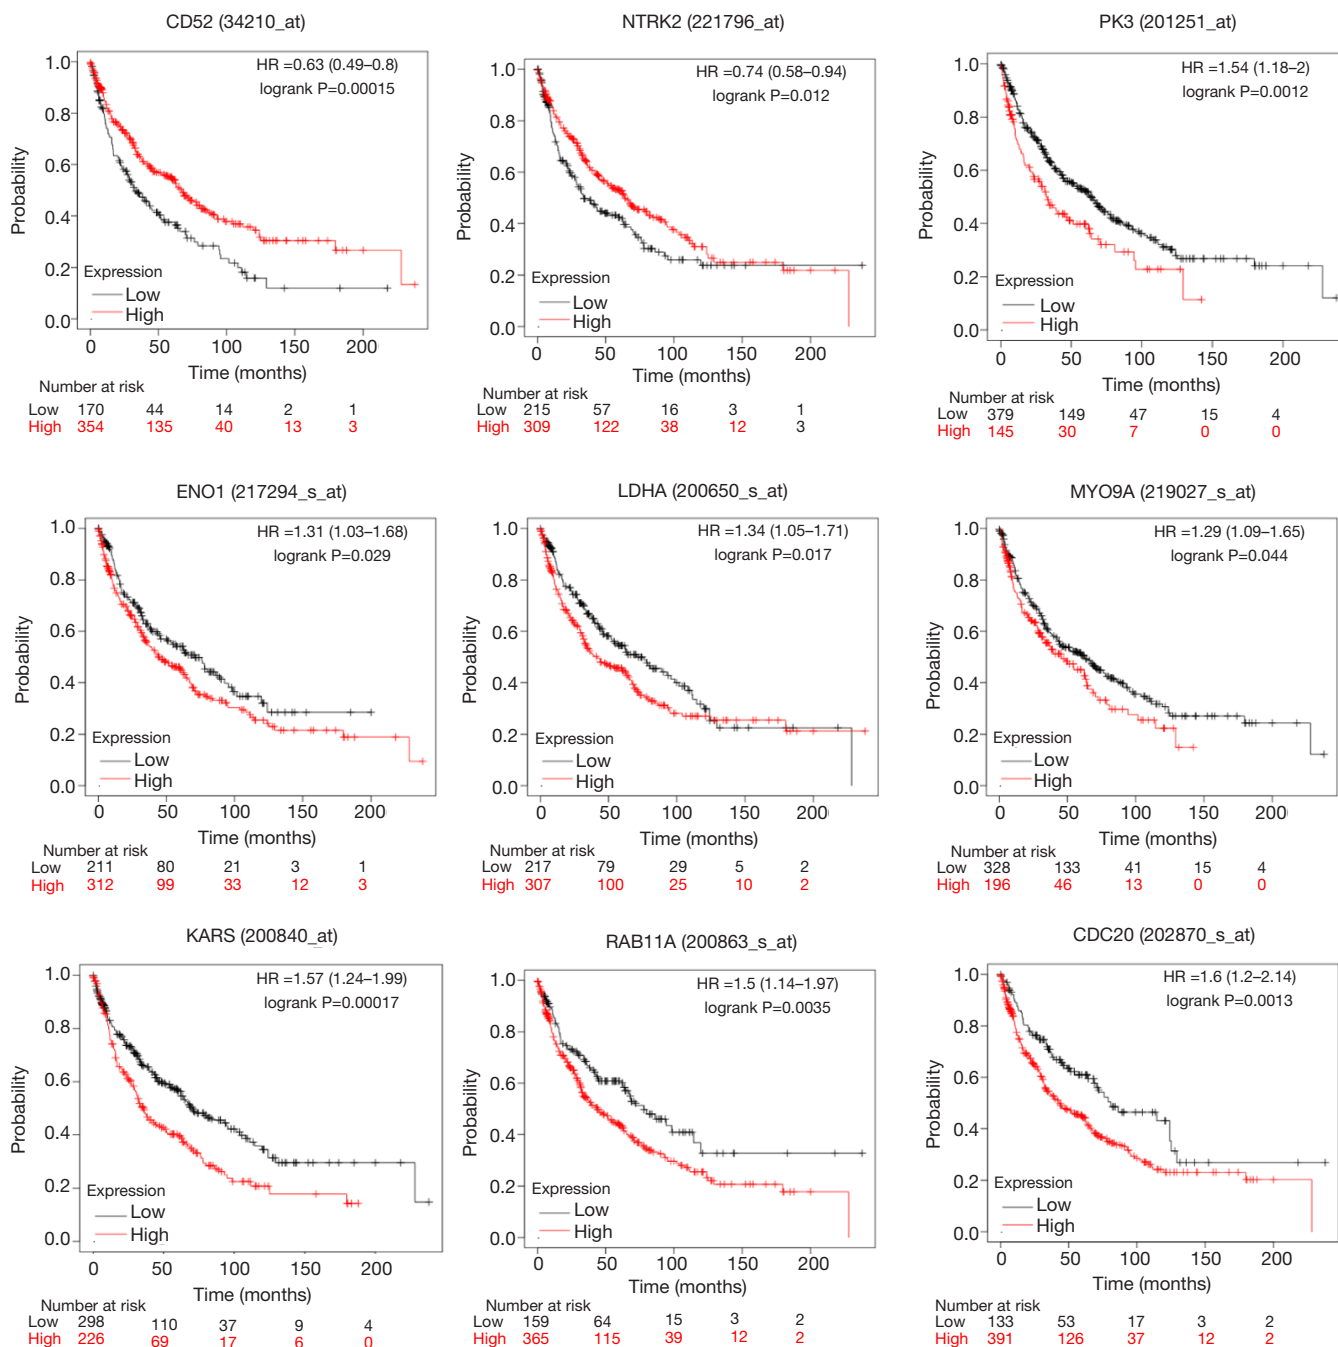 CD52 (34210_at)
HR =0.63 (0.49–0.8)
logrank P=0.00015
Probability
1.0
0.8
0.6
0.4
0.2
0.0
Expression
Low
High
0 50 100 150 200
Time (months)
Number at risk
Low 170 44 14 2 1
High 354 135 40 13 3
NTRK2 (221796_at)
HR =0.74 (0.58–0.94)
logrank P=0.012
Probability
1.0
0.8
0.6
0.4
0.2
0.0
Expression
Low
High
0 50 100 150 200
Time (months)
Number at risk
Low 215 57 16 3 1
High 309 122 38 12 3
PK3 (201251_at)
HR =1.54 (1.18–2)
logrank P=0.0012
Probability
1.0
0.8
0.6
0.4
0.2
0.0
Expression
Low
High
0 50 100 150 200
Time (months)
Number at risk
Low 379 149 47 15 4
High 145 30 7 0 0
ENO1 (217294_s_at)
HR =1.31 (1.03–1.68)
logrank P=0.029
Probability
1.0
0.8
0.6
0.4
0.2
0.0
Expression
Low
High
0 50 100 150 200
Time (months)
Number at risk
Low 211 80 21 3 1
High 312 99 33 12 3
LDHA (200650_s_at)
HR =1.34 (1.05–1.71)
logrank P=0.017
Probability
1.0
0.8
0.6
0.4
0.2
0.0
Expression
Low
High
0 50 100 150 200
Time (months)
Number at risk
Low 217 79 29 5 2
High 307 100 25 10 2
MYO9A (219027_s_at)
HR =1.29 (1.09–1.65)
logrank P=0.044
Probability
1.0
0.8
0.6
0.4
0.2
0.0
Expression
Low
High
0 50 100 150 200
Time (months)
Number at risk
Low 328 133 41 15 4
High 196 46 13 0 0
KARS (200840_at)
HR =1.57 (1.24–1.99)
logrank P=0.00017
Probability
1.0
0.8
0.6
0.4
0.2
0.0
Expression
Low
High
0 50 100 150 200
Time (months)
Number at risk
Low 298 110 37 9 4
High 226 69 17 6 0
RAB11A (200863_s_at)
HR =1.5 (1.14–1.97)
logrank P=0.0035
Probability
1.0
0.8
0.6
0.4
0.2
0.0
Expression
Low
High
0 50 100 150 200
Time (months)
Number at risk
Low 159 64 15 3 2
High 365 115 39 12 2
CDC20 (202870_s_at)
HR =1.6 (1.2–2.14)
logrank P=0.0013
Probability
1.0
0.8
0.6
0.4
0.2
0.0
Expression
Low
High
0 50 100 150 200
Time (months)
Number at risk
Low 133 53 17 3 2
High 391 126 37 12 2